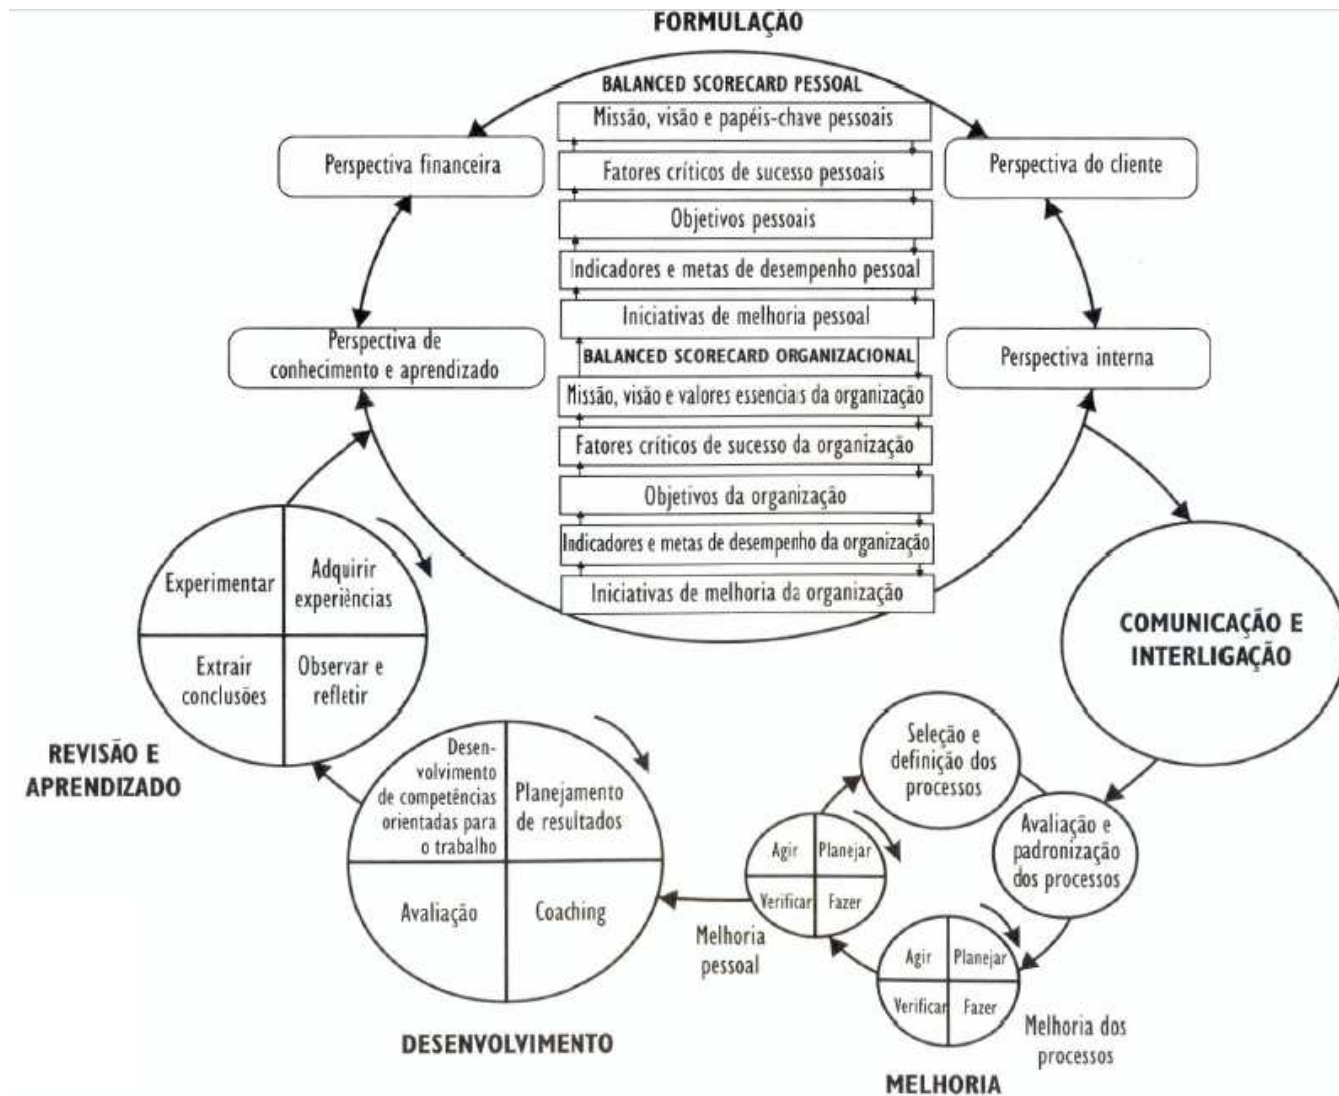 FORMULAÇÃO
BALANCED SCORECARD PESSOAL
Missão, visão e papéis-chave pessoais
Perspectiva financeira
Fatores críticos de sucesso pessoais
Perspectiva do cliente
Objetivos pessoais
Indicadores e metas de desempenho pessoal
Iniciativas de melhoria pessoal
Perspectiva de
conhecimento e aprendizado
BALANCED SCORECARD ORGANIZACIONAL
Perspectiva interna
Missão, visão e valores essenciais da organização
Fatores críticos de sucesso da organização
Objetivos da organização
Indicadores e metas de desempenho da organização
Iniciativas de melhoria da organização
COMUNICAÇÃO E
INTERLIGAÇÃO
Seleção e
definição dos
processos
Avaliação e
padronização
dos processos
Agir
Planejar
Verificar
Fazer
Melhoria dos
processos
Agir
Planejar
Verificar
Fazer
Melhoria
pessoal
MELHORIA
Desen-
volvimento
de competências
orientadas para
o trabalho
Planejamento
de resultados
Avaliação
Coaching
DESENVOLVIMENTO
Experimentar
Adquirir
experiências
Extrair
conclusões
Observar e
refletir
REVISÃO E
APRENDIZADO